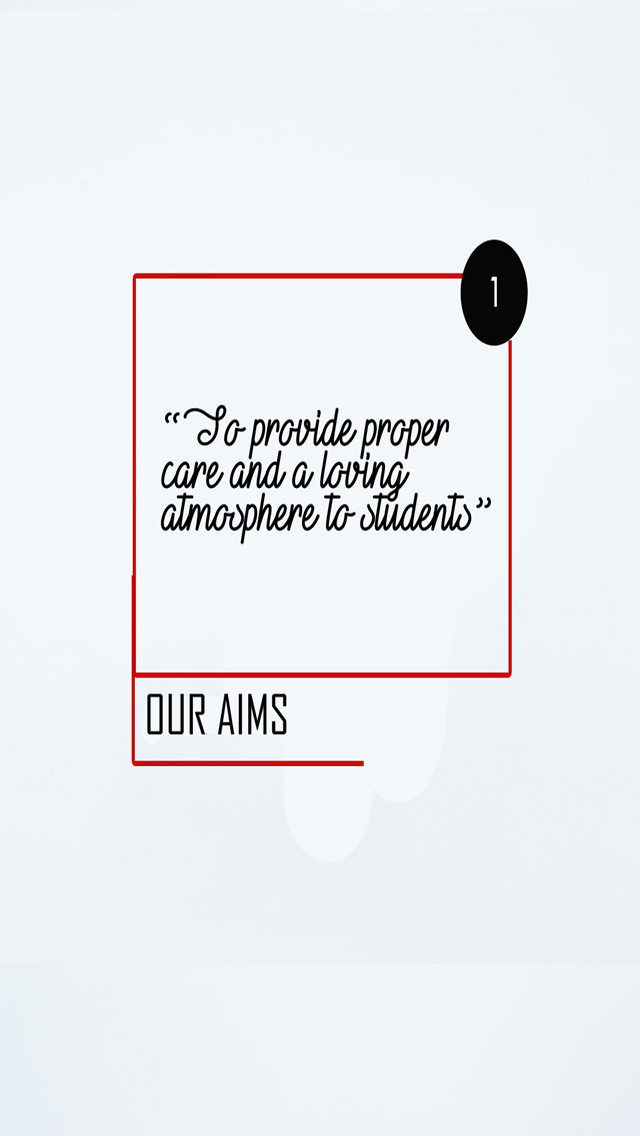 1
“To provide proper
care and a loving
atmosphere to students”
OUR AIMS